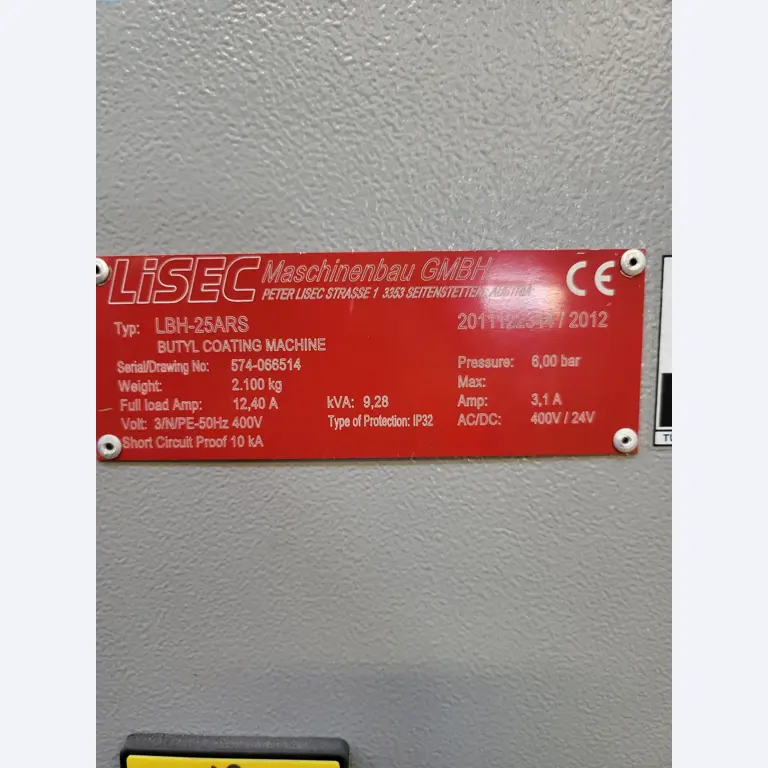 LiSEC Maschinenbau GMBH
PETER LISEC STRASSE 1 3353 SEITENSTETTEN AUSTRIA
CE
Typ: LBH-25ARS
/ 2012
BUTYL COATING MACHINE
Serial/Drawing No: 574-066514
Pressure: 6,00 bar
Weight: 2.100 kg
Max:
Full load Amp: 12,40 A kVA: 9,28 Amp: 3,1 A
Volt: 3/N/PE-50Hz 400V Type of Protection: IP32 AC/DC: 400V / 24V
Short Circuit Proof 10 kA